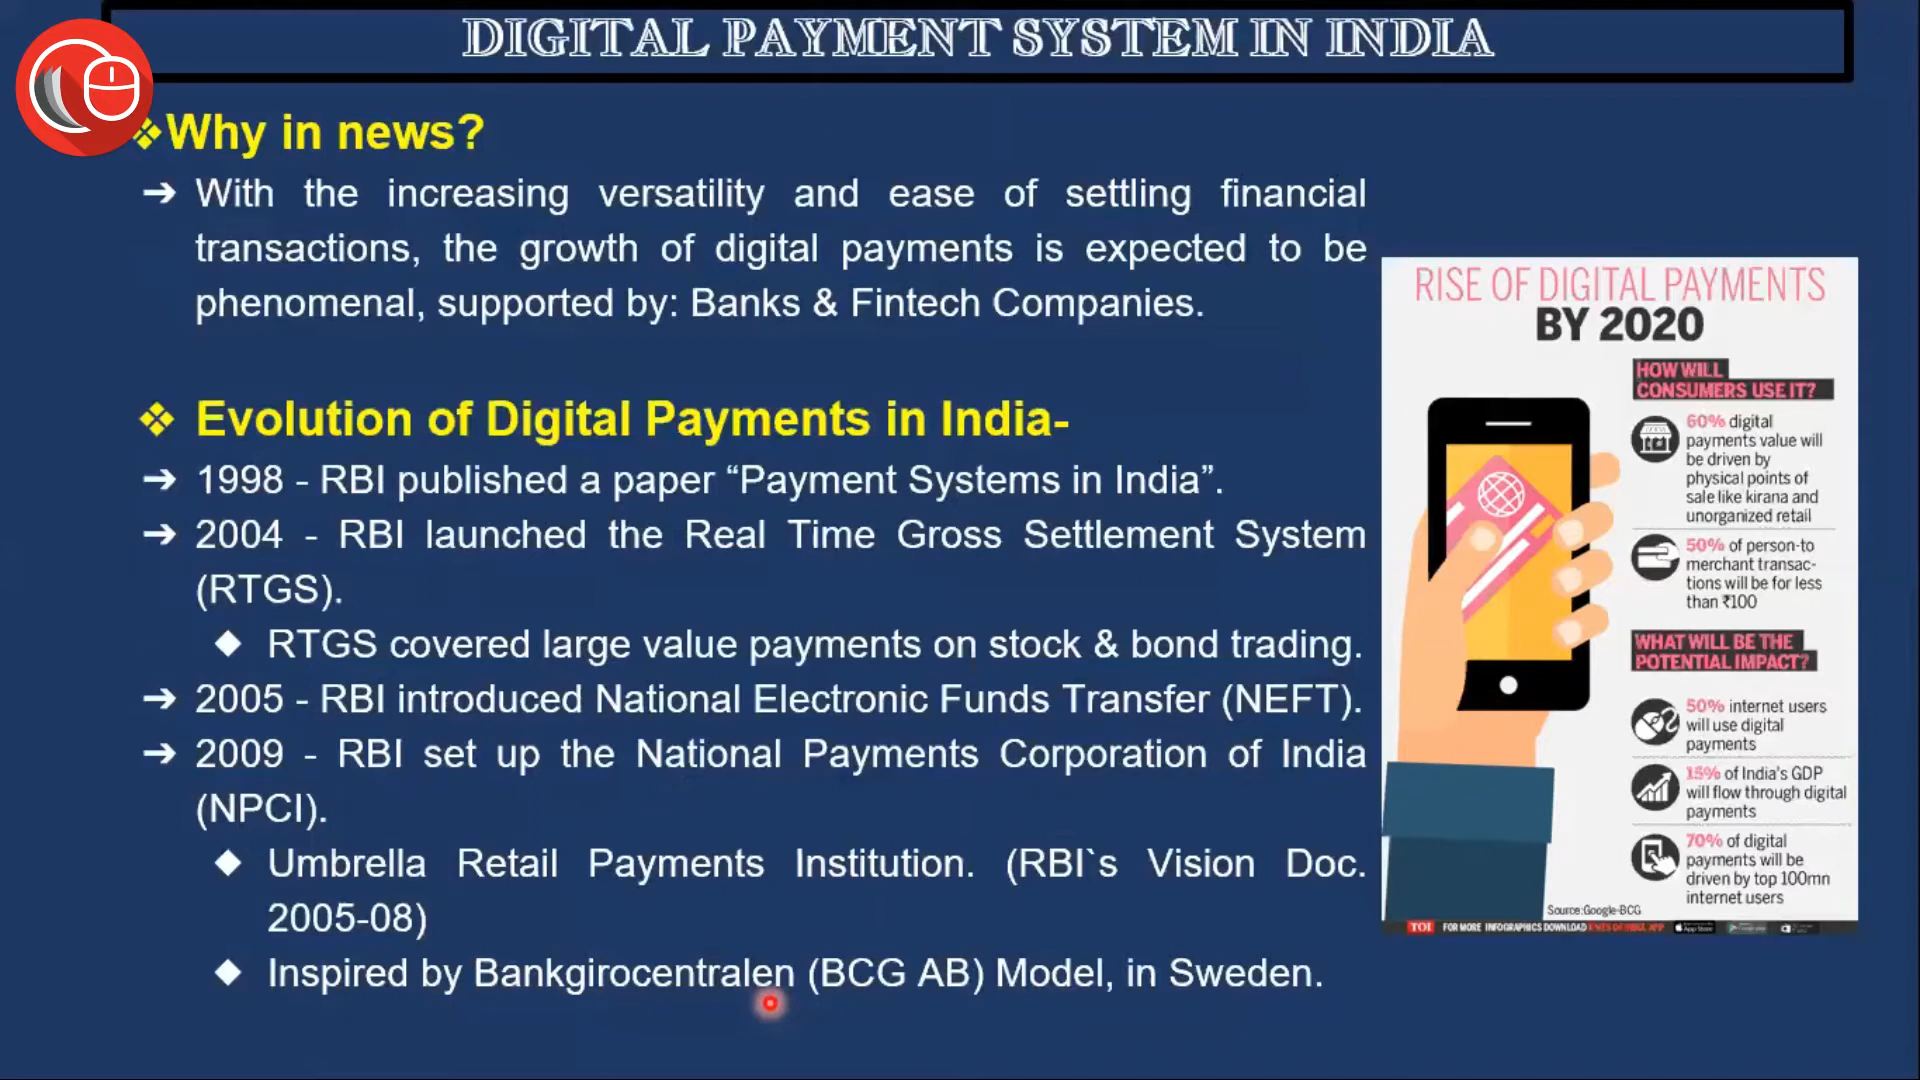 DIGITAL PAYMENT SYSTEM IN INDIA
Why in news?
With the increasing versatility and ease of settling financial
transactions, the growth of digital payments is expected to be
phenomenal, supported by: Banks & Fintech Companies.
Evolution of Digital Payments in India-
1998 - RBI published a paper “Payment Systems in India”.
2004 - RBI launched the Real Time Gross Settlement System
(RTGS).
RTGS covered large value payments on stock & bond trading.
2005 - RBI introduced National Electronic Funds Transfer (NEFT).
2009 - RBI set up the National Payments Corporation of India
(NPCI).
Umbrella Retail Payments Institution. (RBI`s Vision Doc.
2005-08)
Inspired by Bankgirocentralen (BCG AB) Model, in Sweden.
RISE OF DIGITAL PAYMENTS
BY 2020
HOW WILL
CONSUMERS USE IT?
60% digital
payments value will
be driven by
physical points of
sale like kirana and
unorganized retail
50% of person-to
merchant transac-
tions will be for less
than ₹100
WHAT WILL BE THE
POTENTIAL IMPACT?
50% internet users
will use digital
payments
15% of India's GDP
will flow through digital
payments
70% of digital
payments will be
driven by top 100mn
internet users
Source:Google-BCG
TOI FOR MORE INFOGRAPHICS DOWNLOAD